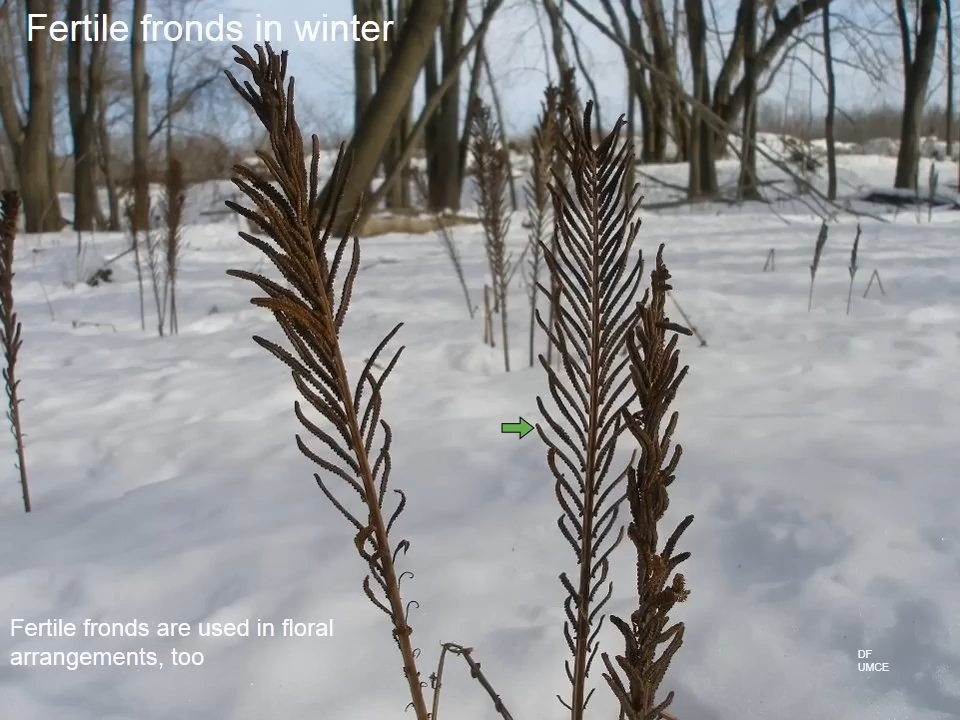 Fertile fronds in winter
Fertile fronds are used in floral
arrangements, too
DF
UMCE